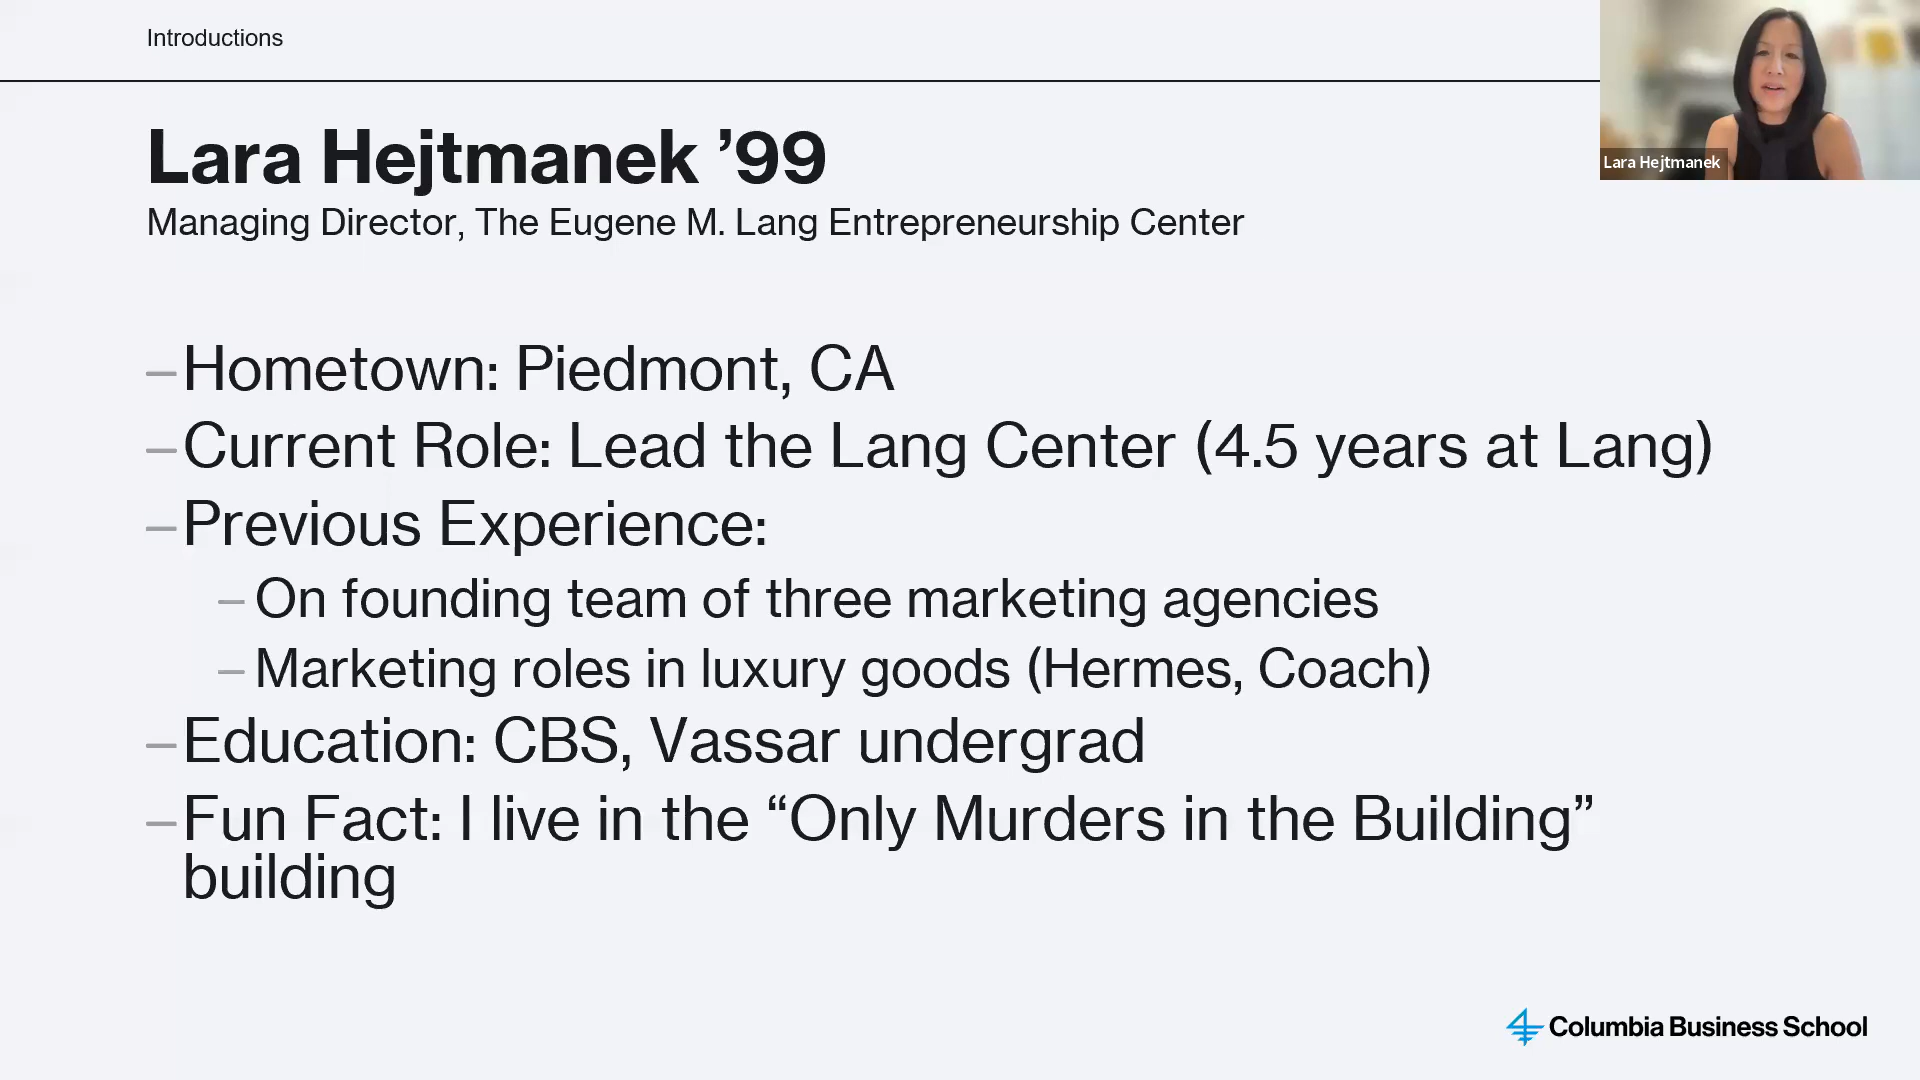 Introductions
Lara Hejtmanek
Lara Hejtmanek ’99
Managing Director, The Eugene M. Lang Entrepreneurship Center
– Hometown: Piedmont, CA
– Current Role: Lead the Lang Center (4.5 years at Lang)
– Previous Experience:
– On founding team of three marketing agencies
– Marketing roles in luxury goods (Hermes, Coach)
– Education: CBS, Vassar undergrad
– Fun Fact: I live in the “Only Murders in the Building”
building
Columbia Business School